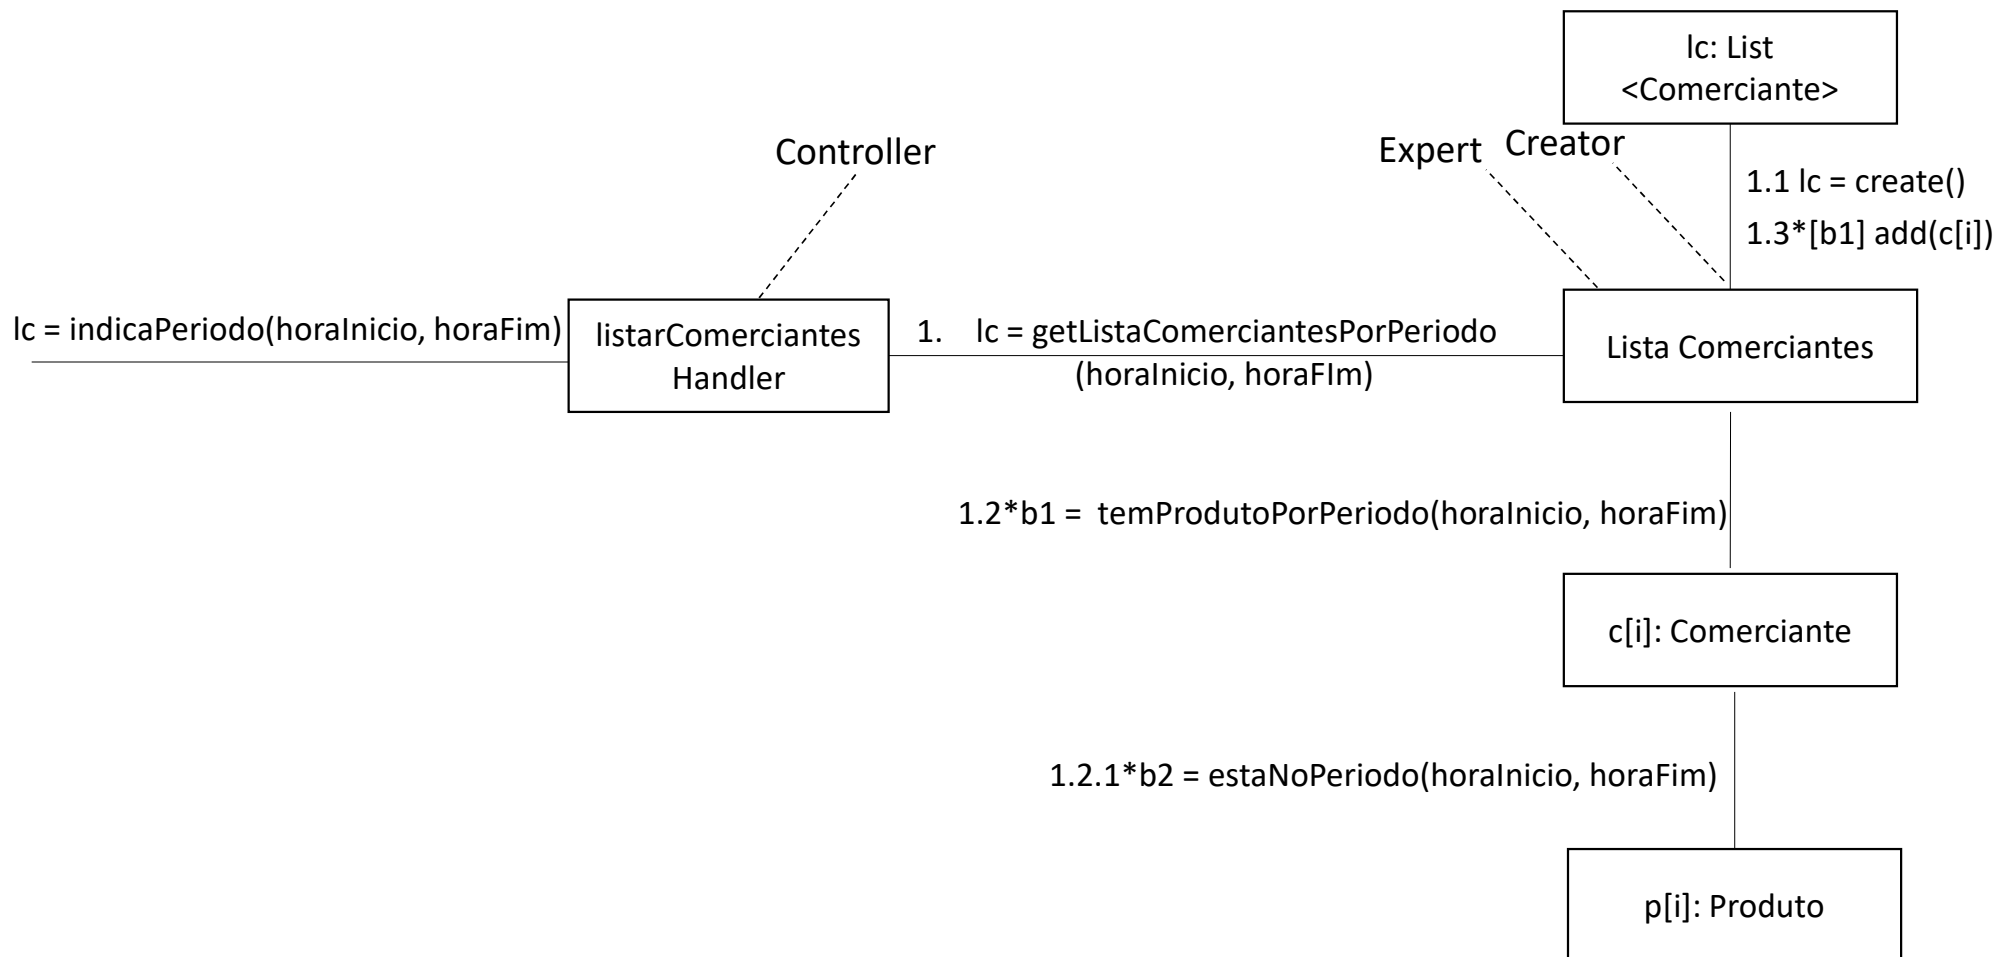 lc: List
<Comerciante>
Controller
Expert Creator
1.1 lc = create()
1.3*[b1] add(c[i])
lc = indicaPeriodo(horaInicio, horaFim)
listarComerciantes
Handler
1. lc = getListaComerciantesPorPeriodo
(horaInicio, horaFIm)
Lista Comerciantes
1.2*b1 = temProdutoPorPeriodo(horaInicio, horaFim)
c[i]: Comerciante
1.2.1*b2 = estaNoPeriodo(horaInicio, horaFim)
p[i]: Produto